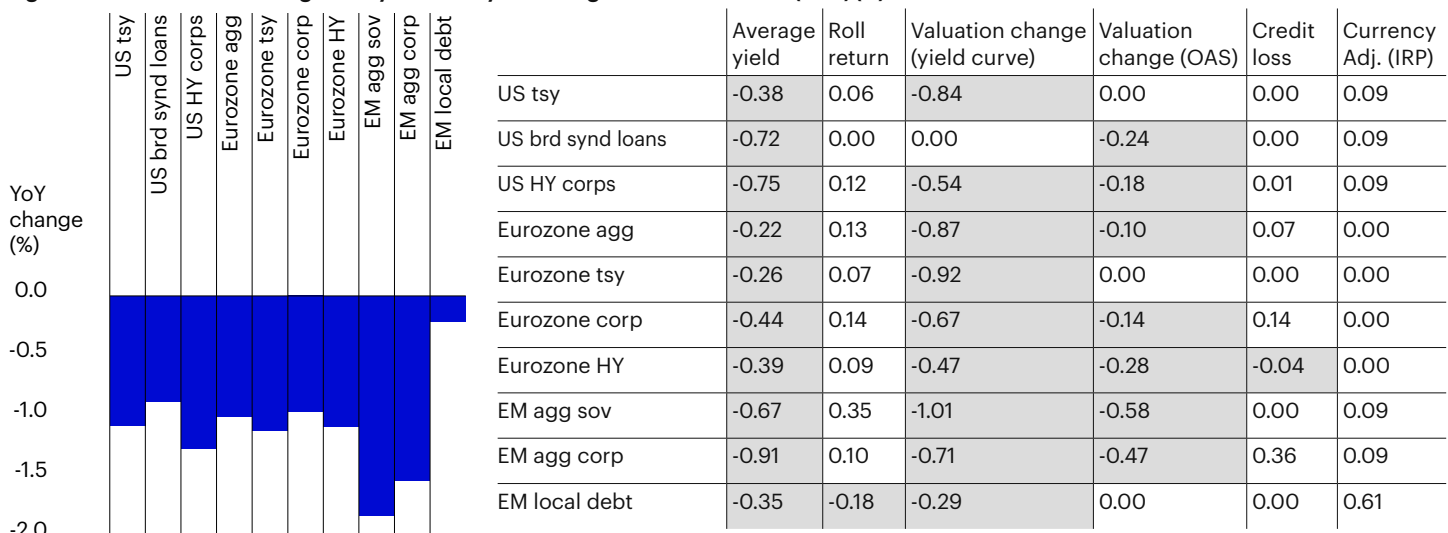 US tsy
US brd synd loans
US HY corps
Eurozone agg
Eurozone tsy
Eurozone corp
Eurozone HY
EM agg sov
EM agg corp
EM local debt
YoY
change
(%)
0.0
-0.5
-1.0
-1.5
-2.0
Average yield Roll return Valuation change (yield curve) Valuation change (OAS) Credit loss Currency Adj. (IRP)
US tsy -0.38 0.06 -0.84 0.00 0.00 0.09
US brd synd loans -0.72 0.00 0.00 -0.24 0.00 0.09
US HY corps -0.75 0.12 -0.54 -0.18 0.01 0.09
Eurozone agg -0.22 0.13 -0.87 -0.10 0.07 0.00
Eurozone tsy -0.26 0.07 -0.92 0.00 0.00 0.00
Eurozone corp -0.44 0.14 -0.67 -0.14 0.14 0.00
Eurozone HY -0.39 0.09 -0.47 -0.28 -0.04 0.00
EM agg sov -0.67 0.35 -1.01 -0.58 0.00 0.09
EM agg corp -0.91 0.10 -0.71 -0.47 0.36 0.09
EM local debt -0.35 -0.18 -0.29 0.00 0.00 0.61